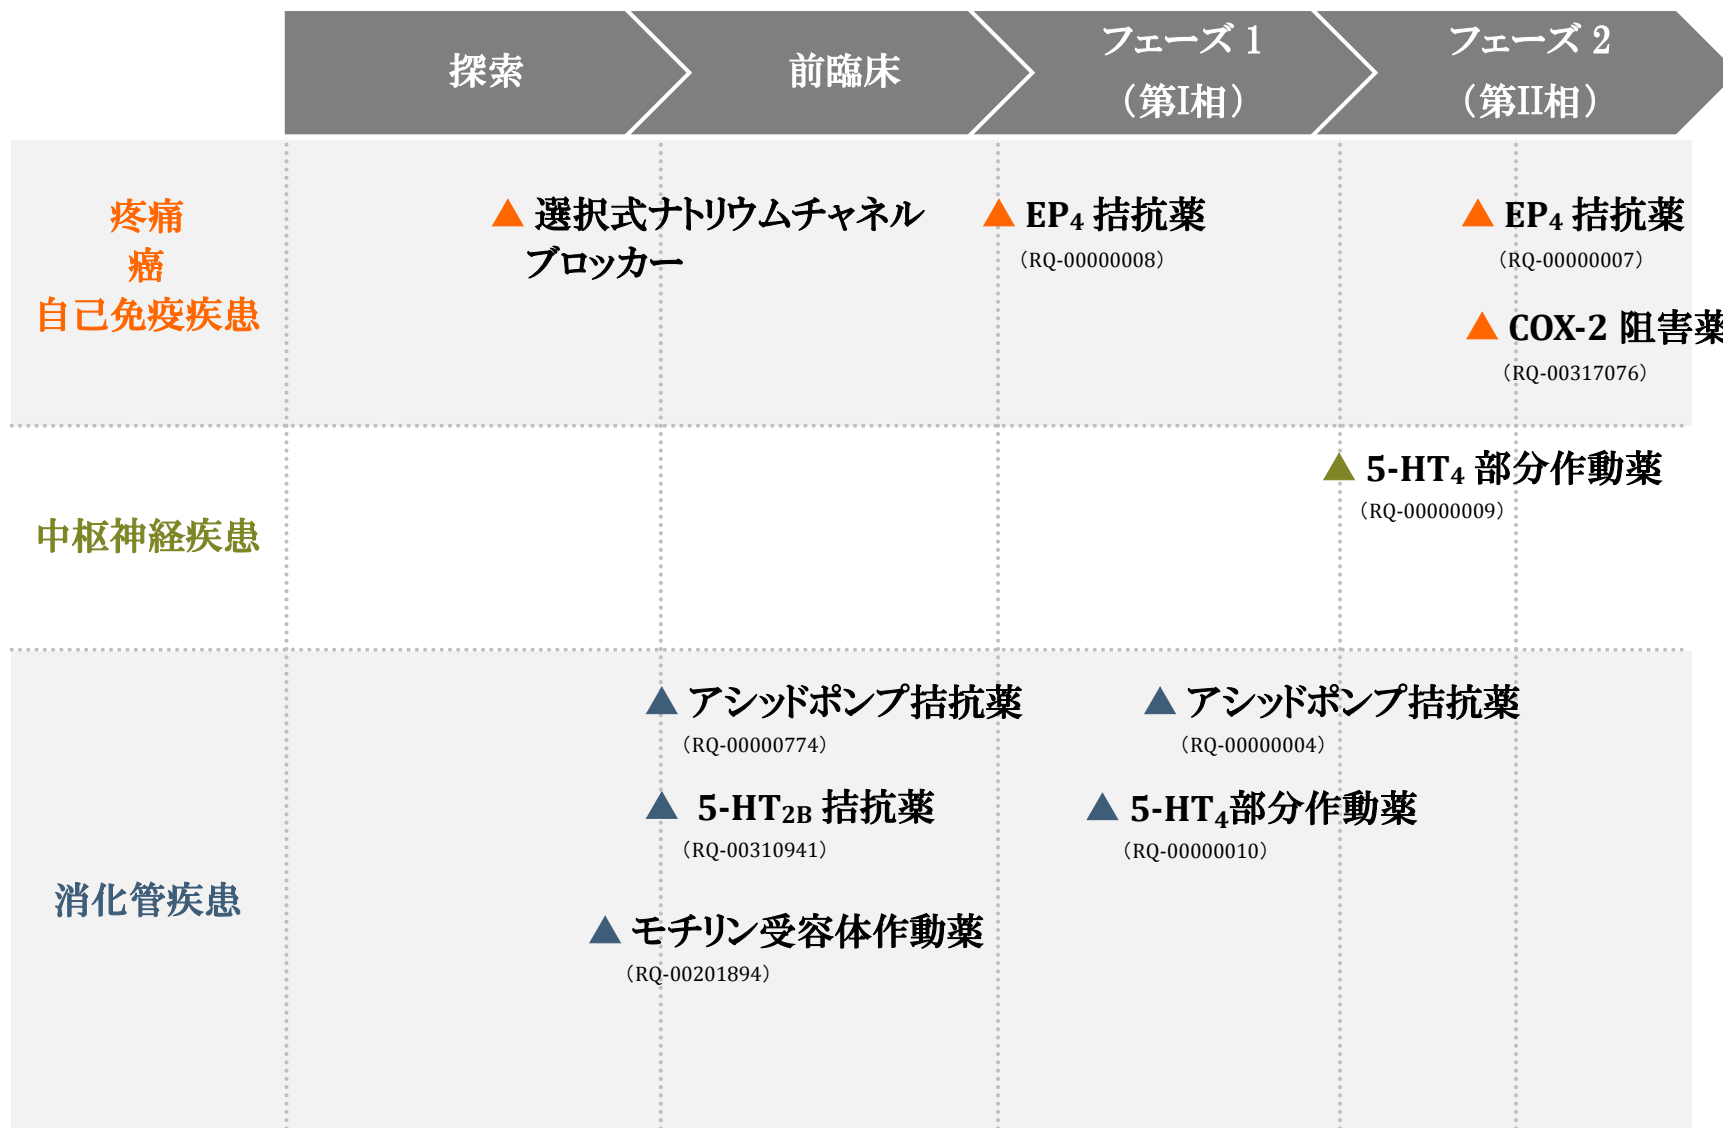 探索
前臨床
フェーズ 1
（第I相）
フェーズ 2
（第II相）
疼痛
癌
自己免疫疾患
▲ 選択式ナトリウムチャネル
ブロッカー
▲ EP4 拮抗薬
（RQ-00000008）
▲ EP4 拮抗薬
（RQ-00000007）
▲ COX-2 阻害薬
（RQ-00317076）
中枢神経疾患
▲ 5-HT4 部分作動薬
（RQ-00000009）
消化管疾患
▲ アシッドポンプ拮抗薬
（RQ-00000774）
▲ アシッドポンプ拮抗薬
（RQ-00000004）
▲ 5-HT2B 拮抗薬
（RQ-00310941）
▲ 5-HT4部分作動薬
（RQ-00000010）
▲ モチリン受容体作動薬
（RQ-00201894）